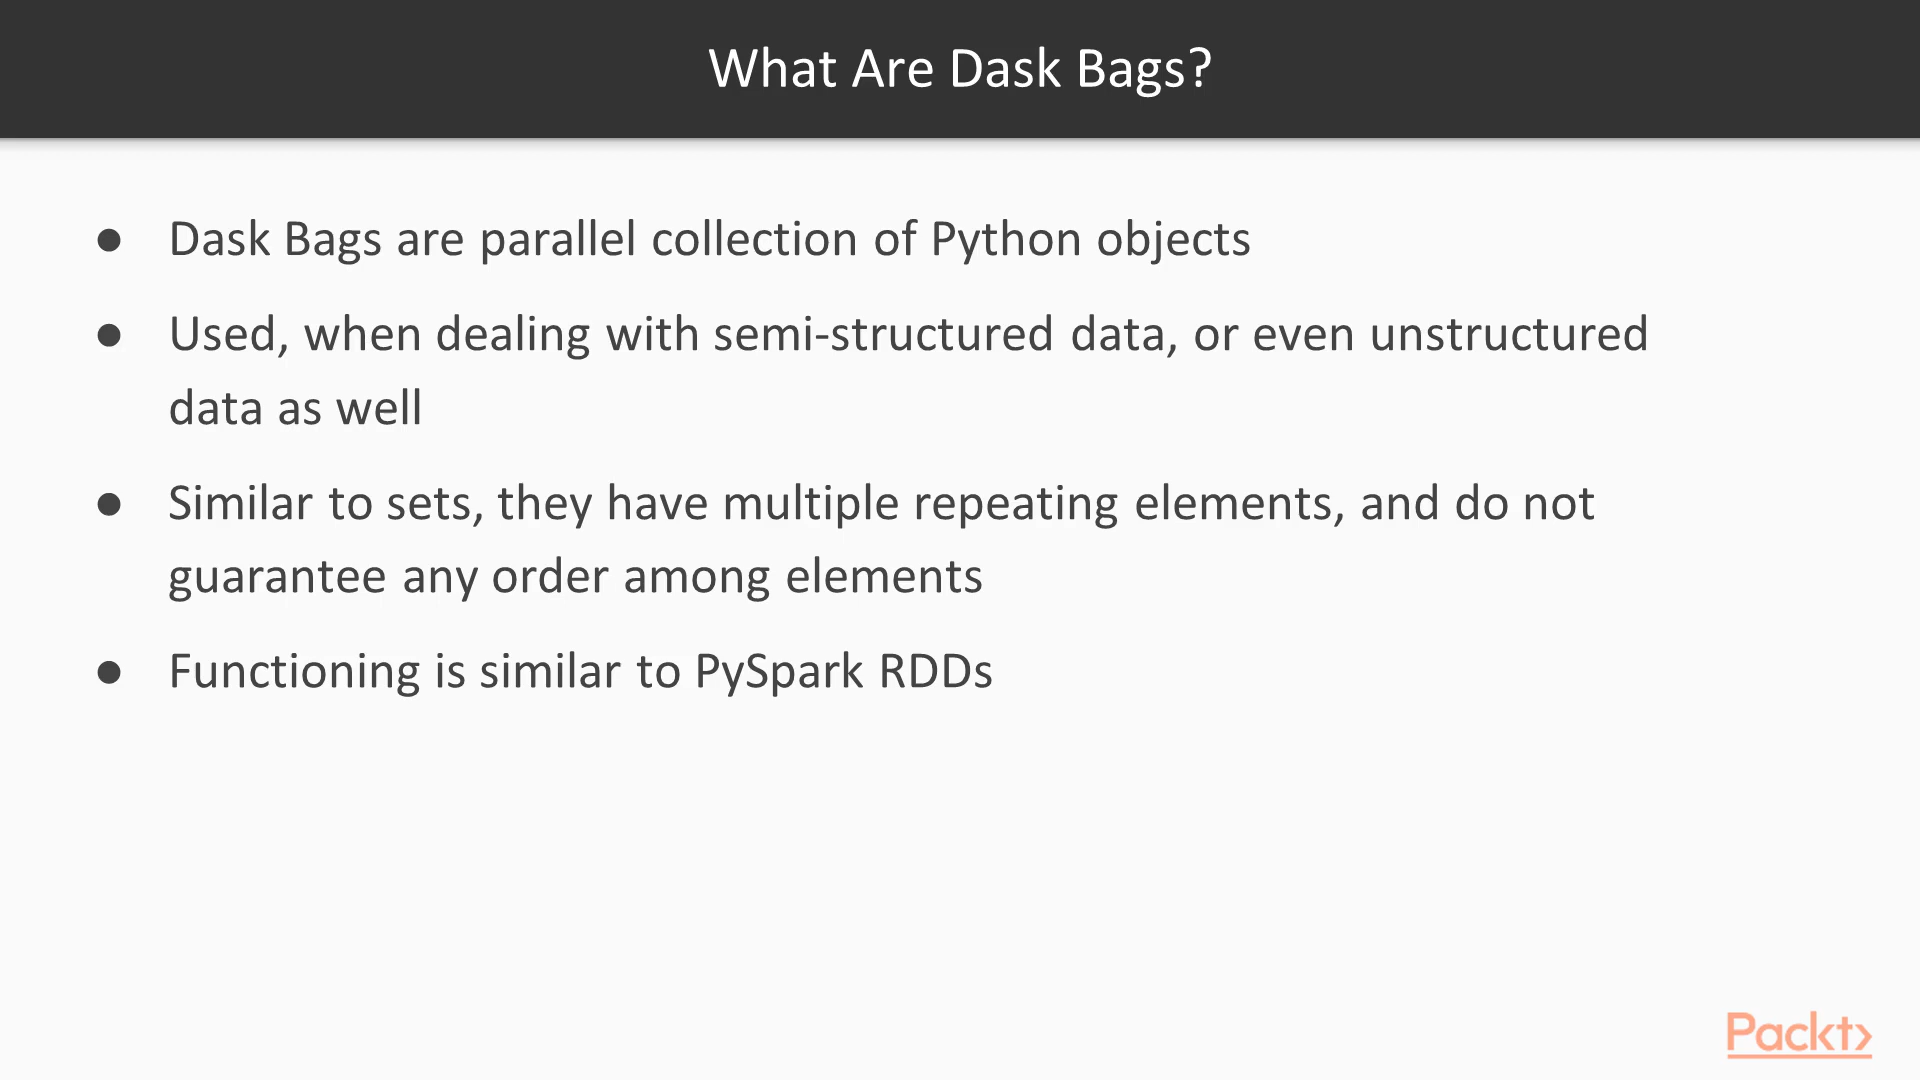 What Are Dask Bags?
● Dask Bags are parallel collection of Python objects
● Used, when dealing with semi-structured data, or even unstructured
data as well
● Similar to sets, they have multiple repeating elements, and do not
guarantee any order among elements
● Functioning is similar to PySpark RDDs
Packt>